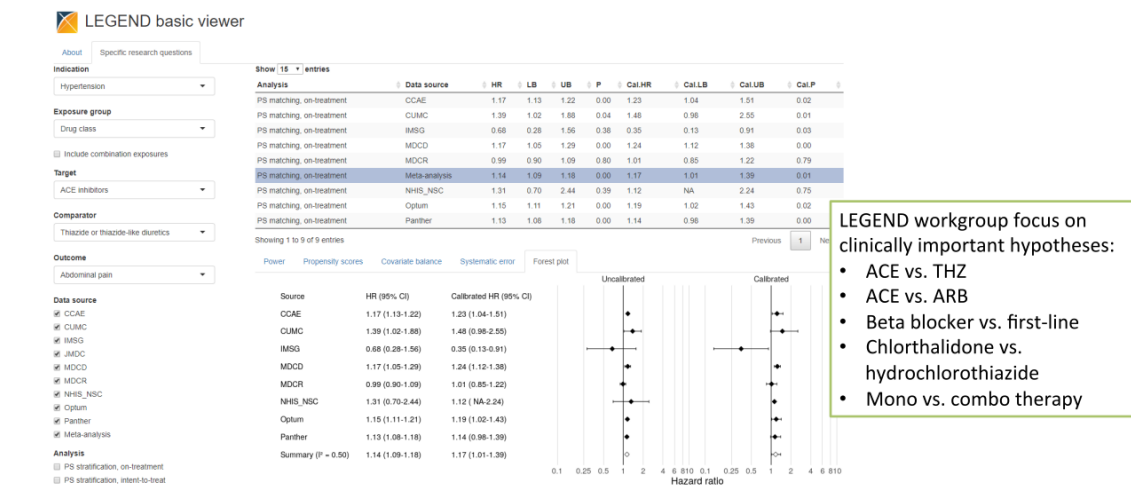 LEGEND basic viewer
About Specific research questions
Indication
Hypertension
Exposure group
Drug class
Include combination exposures
Target
ACE inhibitors
Comparator
Thiazide or thiazide-like diuretics
Outcome
Abdominal pain
Data source
CCAE
CUMC
IMSG
JMDC
MDCD
MDCR
NHIS_NSC
Optum
Panther
Meta-analysis
Analysis
PS stratification, on-treatment
PS stratification, intent-to-treat
Show 15 entries
Analysis Data source HR LB UB P Cal.HR Cal.LB Cal.UB Cal.P
PS matching, on-treatment CCAE 1.17 1.13 1.22 0.00 1.23 1.04 1.51 0.02
PS matching, on-treatment CUMC 1.39 1.02 1.88 0.04 1.48 0.98 2.55 0.01
PS matching, on-treatment IMSG 0.68 0.28 1.56 0.38 0.35 0.13 0.91 0.03
PS matching, on-treatment MDCD 1.17 1.05 1.29 0.00 1.24 1.12 1.38 0.00
PS matching, on-treatment MDCR 0.99 0.90 1.09 0.80 1.01 0.85 1.22 0.79
PS matching, on-treatment Meta-analysis 1.14 1.09 1.18 0.00 1.17 1.01 1.39 0.01
PS matching, on-treatment NHIS_NSC 1.31 0.70 2.44 0.39 1.12 NA 2.24 0.75
PS matching, on-treatment Optum 1.15 1.11 1.21 0.00 1.19 1.02 1.43 0.02
PS matching, on-treatment Panther 1.13 1.08 1.18 0.00 1.14 0.98 1.39 0.00
Showing 1 to 9 of 9 entries Previous 1 Ne
Power Propensity scores Covariate balance Systematic error Forest plot
Uncalibrated Calibrated
Source HR (95% CI) Calibrated HR (95% CI)
CCAE 1.17 (1.13-1.22) 1.23 (1.04-1.51)
CUMC 1.39 (1.02-1.88) 1.48 (0.98-2.55)
IMSG 0.68 (0.28-1.56) 0.35 (0.13-0.91)
MDCD 1.17 (1.05-1.29) 1.24 (1.12-1.38)
MDCR 0.99 (0.90-1.09) 1.01 (0.85-1.22)
NHIS_NSC 1.31 (0.70-2.44) 1.12 ( NA-2.24)
Optum 1.15 (1.11-1.21) 1.19 (1.02-1.43)
Panther 1.13 (1.08-1.18) 1.14 (0.98-1.39)
Summary (I² = 0.50) 1.14 (1.09-1.18) 1.17 (1.01-1.39)
0.1 0.25 0.5 1 2 4 6 810 0.1 0.25 0.5 1 2 4 6 810
Hazard ratio
LEGEND workgroup focus on
clinically important hypotheses:
• ACE vs. THZ
• ACE vs. ARB
• Beta blocker vs. first-line
• Chlorthalidone vs.
hydrochlorothiazide
• Mono vs. combo therapy